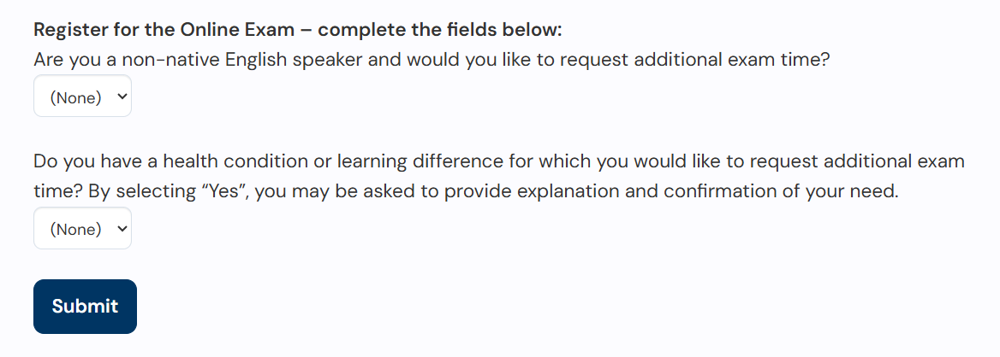 Register for the Online Exam – complete the fields below:
Are you a non-native English speaker and would you like to request additional exam time?
(None)
Do you have a health condition or learning difference for which you would like to request additional exam
time? By selecting “Yes”, you may be asked to provide explanation and confirmation of your need.
(None)
Submit